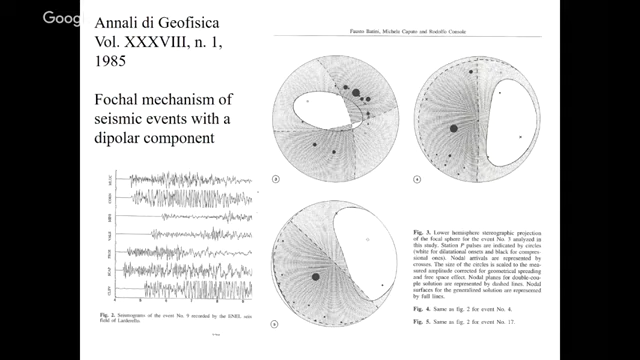 Goog
Annali di Geofisica
Vol. XXXVIII, n. 1,
1985
Fochal mechanism of
seismic events with a
dipolar component
Fausto Batini, Michele Caputo and Rodolfo Console
Fig. 2. Seismograms of the event No. 9 recorded by the ENEL seis
field of Larderello.
Fig. 3. Lower hemisphere stereographic projection
of the focal sphere for the event No. 3 analyzed in
this study. Station P pulses are indicated by circles
(white for dilatational onsets and black for compres-
sional ones). Nodal arrivals are represented by
crosses. The size of the circles is scaled to the mea-
sured amplitude corrected for geometrical spreading
and free space effect. Nodal planes for double-cou-
ple solution are represented by dashed lines. Nodal
surfaces for the generalized solution are represented
by full lines.
Fig. 4. Same as fig. 2 for event No. 4.
Fig. 5. Same as fig. 2 for event No. 17.